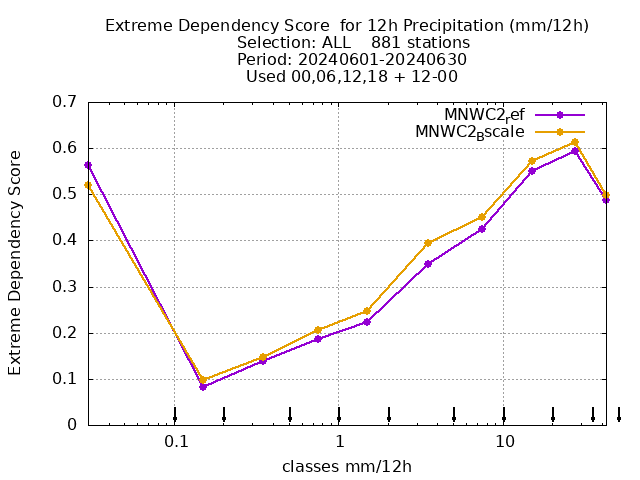 Extreme Dependency Score  for 12h Precipitation (mm/12h)
Selection: ALL    881 stations
Period: 20240601-20240630
Used 00,06,12,18 + 12-00
MNWC2_ref
MNWC2_Bscale
0.7
0.6
0.5
0.4
0.3
0.2
0.1
0
Extreme Dependency Score
0.1 1 10
classes mm/12h